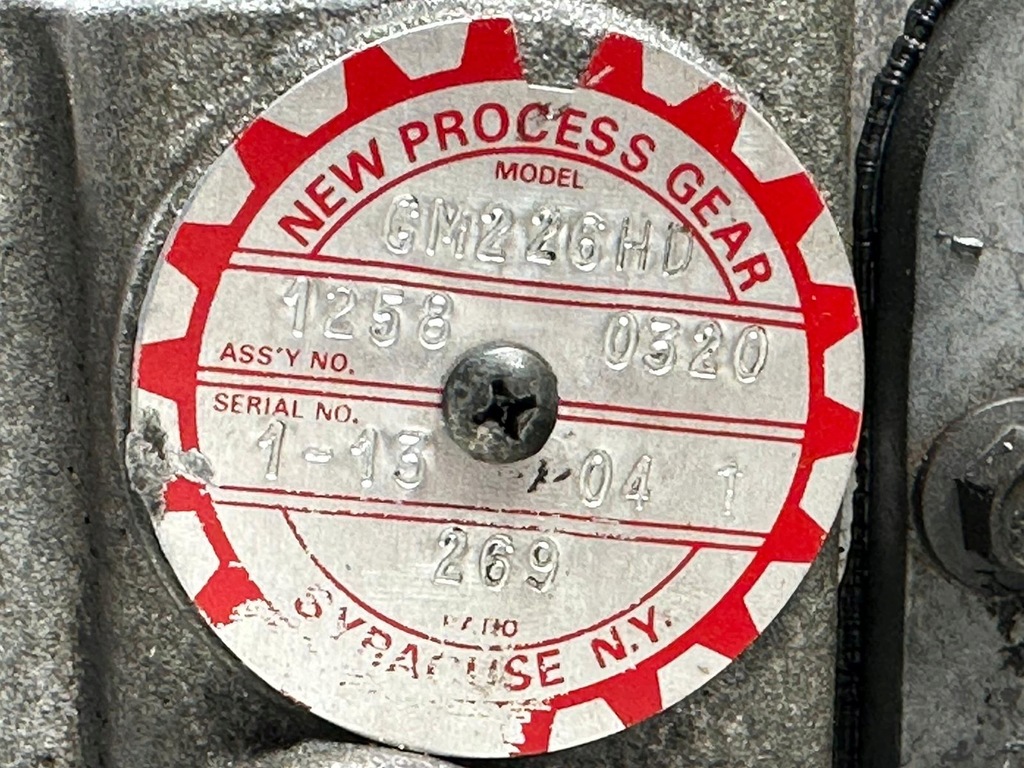 NEW PROCESS GEAR
MODEL
GM226HD
1258 0320
ASS'Y NO.
SERIAL NO.
1-13 04 1
269
RATIO
SYRACUSE N.Y.